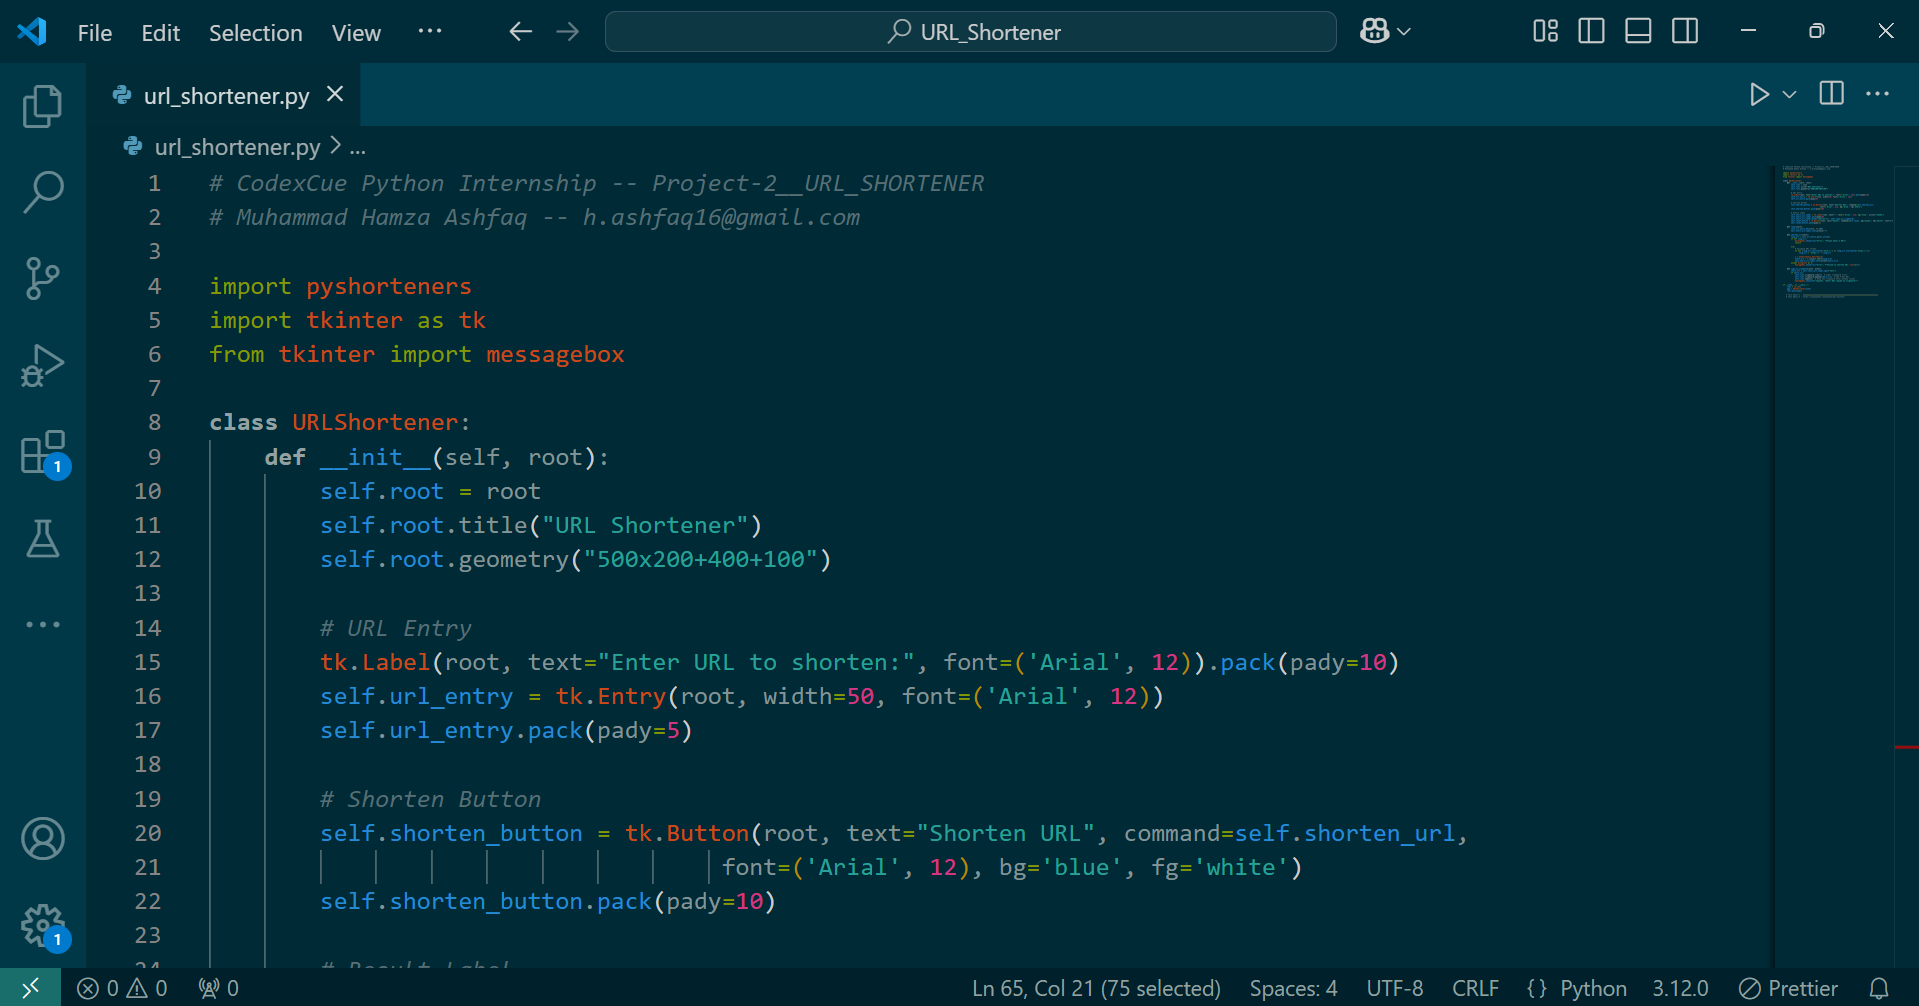 File Edit Selection View ··· URL_Shortener
url_shortener.py
url_shortener.py > ...
1 # CodexCue Python Internship -- Project-2__URL_SHORTENER
2 # Muhammad Hamza Ashfaq -- h.ashfaq16@gmail.com
3
4 import pyshorteners
5 import tkinter as tk
6 from tkinter import messagebox
7
8 class URLShortener:
9     def __init__(self, root):
10         self.root = root
11         self.root.title("URL Shortener")
12         self.root.geometry("500x200+400+100")
13
14         # URL Entry
15         tk.Label(root, text="Enter URL to shorten:", font=('Arial', 12)).pack(pady=10)
16         self.url_entry = tk.Entry(root, width=50, font=('Arial', 12))
17         self.url_entry.pack(pady=5)
18
19         # Shorten Button
20         self.shorten_button = tk.Button(root, text="Shorten URL", command=self.shorten_url,
21                                      font=('Arial', 12), bg='blue', fg='white')
22         self.shorten_button.pack(pady=10)
23
24         # Result Label
1
1
0 0 0 Ln 65, Col 21 (75 selected) Spaces: 4 UTF-8 CRLF {} Python 3.12.0 Prettier